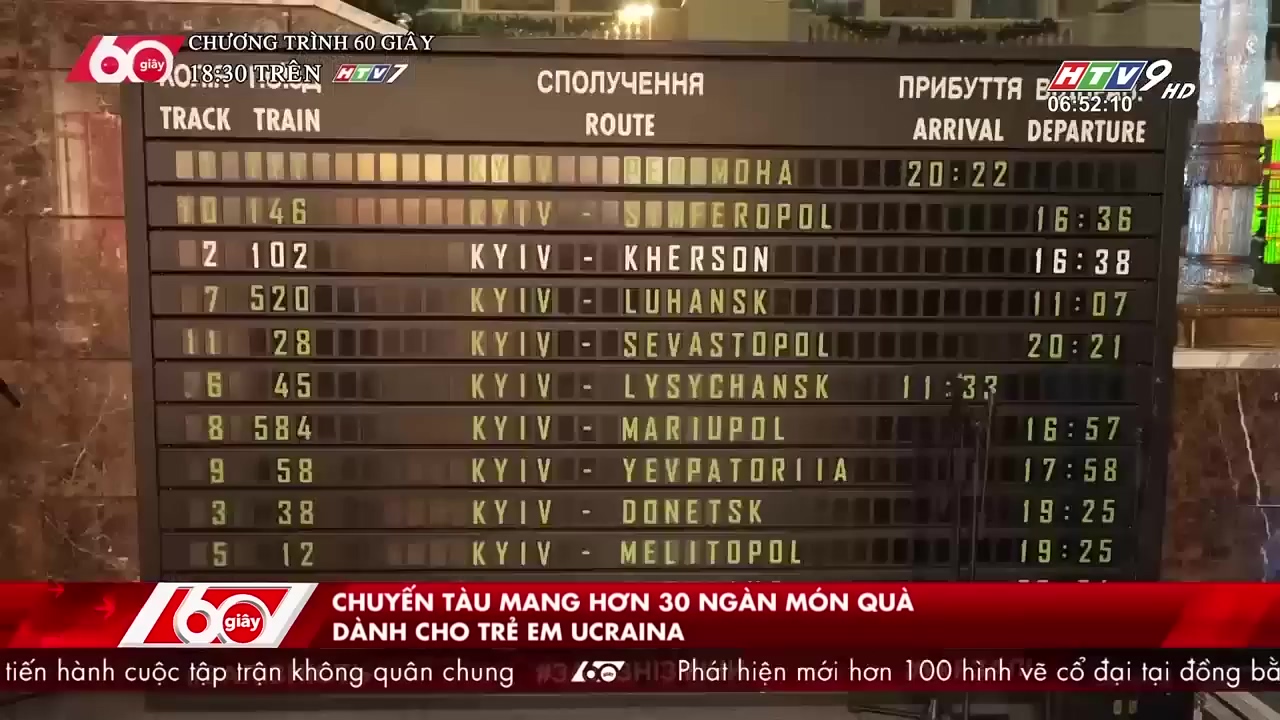 60 giây
CHƯƠNG TRÌNH 60 GIÂY
18:30 TRÊN HTV7
HTV9 HD
06:52:10
СПОЛУЧЕННЯ ПРИБУТТЯ
TRACK TRAIN ROUTE ARRIVAL DEPARTURE
KYIV - MOHA 20:22
10 146 KYIV - SIMFEROPOL 16:36
2 102 KYIV - KHERSON 16:38
7 520 KYIV - LUHANSK 11:07
11 28 KYIV - SEVASTOPOL 20:21
6 45 KYIV - LYSYCHANSK 11:33
8 584 KYIV - MARIUPOL 16:57
9 58 KYIV - YEVPATORIIA 17:58
3 38 KYIV - DONETSK 19:25
5 12 KYIV - MELITOPOL 19:25
60 giây
CHUYẾN TÀU MANG HƠN 30 NGÀN MÓN QUÀ
DÀNH CHO TRẺ EM UCRAINA
tiến hành cuộc tập trận không quân chung 60 giây Phát hiện mới hơn 100 hình vẽ cổ đại tại đồng bằ